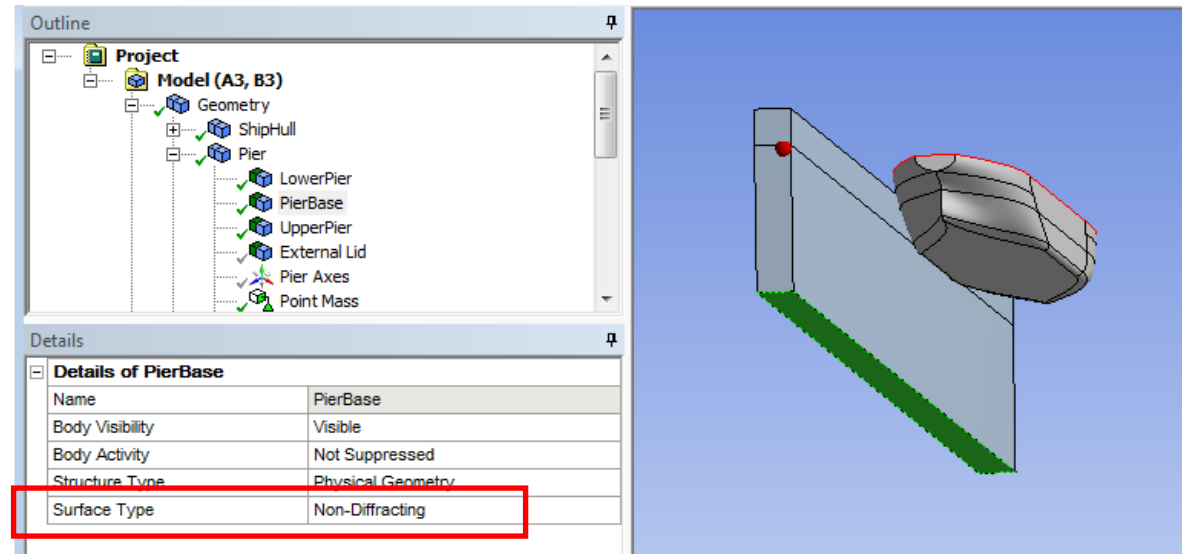 Outline
Project
Model (A3, B3)
Geometry
ShipHull
Pier
LowerPier
PierBase
UpperPier
External Lid
Pier Axes
Point Mass
Details
Details of PierBase
Name PierBase
Body Visibility Visible
Body Activity Not Suppressed
Structure Type Physical Geometry
Surface Type Non-Diffracting